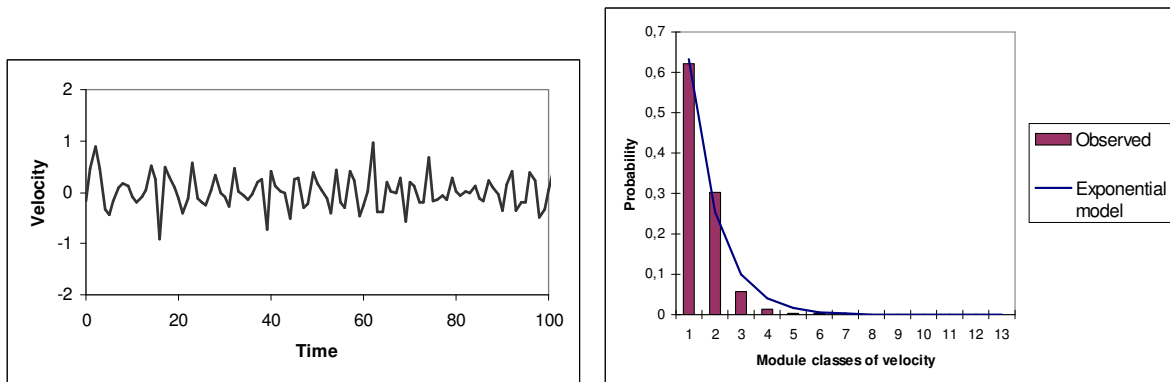 2
1
0
-1
-2
Velocity
0 20 40 60 80 100
Time
0,7
0,6
0,5
0,4
0,3
0,2
0,1
0
Probability
1 2 3 4 5 6 7 8 9 10 11 12 13
Module classes of velocity
Observed
Exponential
model